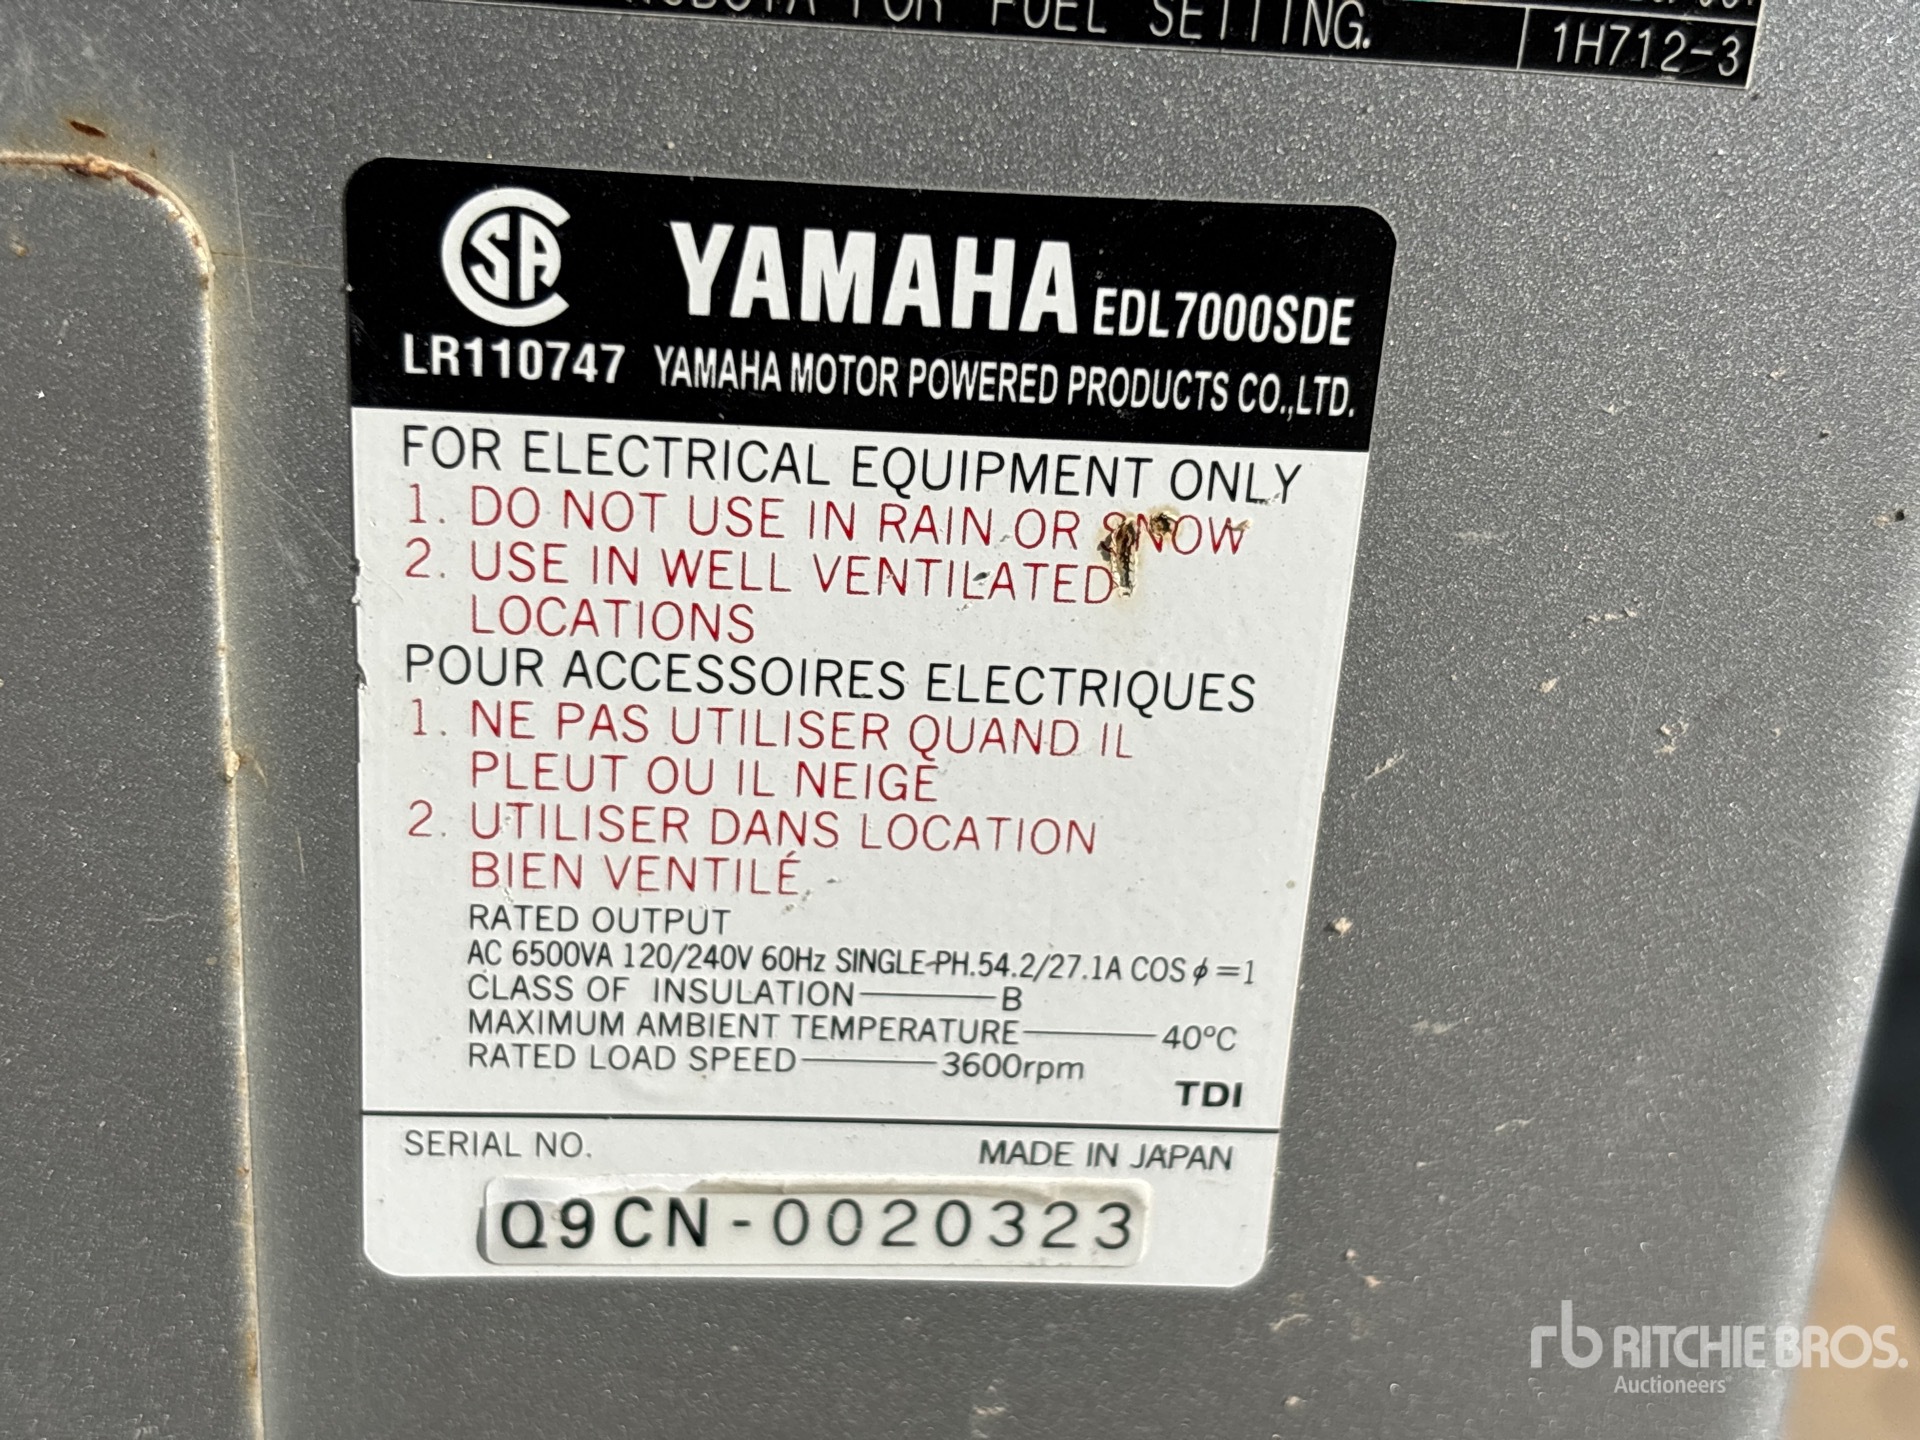 FOR FUEL SETTING.
1H712-3
CSA YAMAHA EDL7000SDE
LR110747 YAMAHA MOTOR POWERED PRODUCTS CO.,LTD.
FOR ELECTRICAL EQUIPMENT ONLY
1. DO NOT USE IN RAIN OR SNOW
2. USE IN WELL VENTILATED
LOCATIONS
POUR ACCESSOIRES ELECTRIQUES
1. NE PAS UTILISER QUAND IL
PLEUT OU IL NEIGE
2. UTILISER DANS LOCATION
BIEN VENTILÉ
RATED OUTPUT
AC 6500VA 120/240V 60Hz SINGLE-PH.54.2/27.1A COS ϕ =1
CLASS OF INSULATION B
MAXIMUM AMBIENT TEMPERATURE 40°C
RATED LOAD SPEED 3600rpm
TDI
SERIAL NO. MADE IN JAPAN
Q9CN-0020323
rb RITCHIE BROS.
Auctioneers